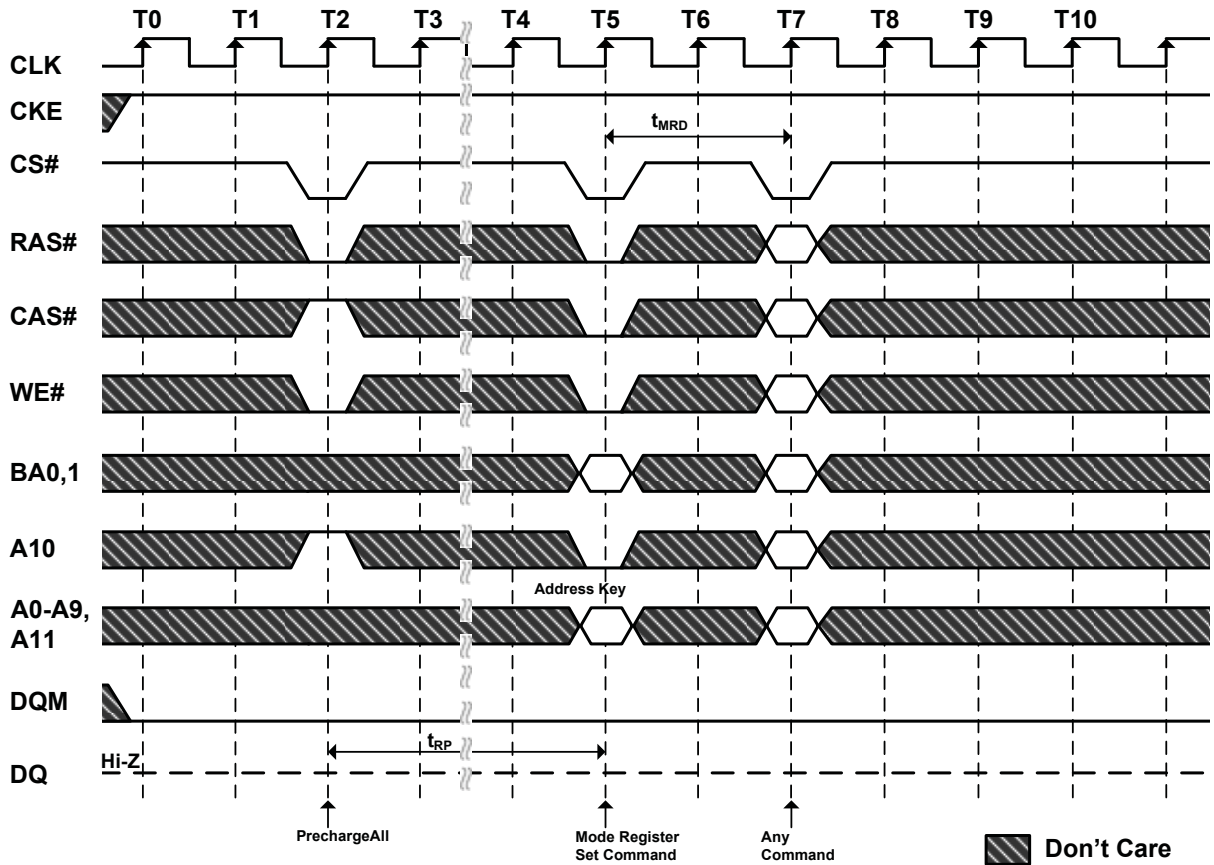 T0 T1 T2 T3 T4 T5 T6 T7 T8 T9 T10
CLK
CKE
tMRD
CS#
RAS#
CAS#
WE#
BA0,1
A10
Address Key
A0-A9,
A11
DQM
tRP
Hi-Z
DQ
PrechargeAll
Mode Register
Set Command
Any
Command
Don't Care